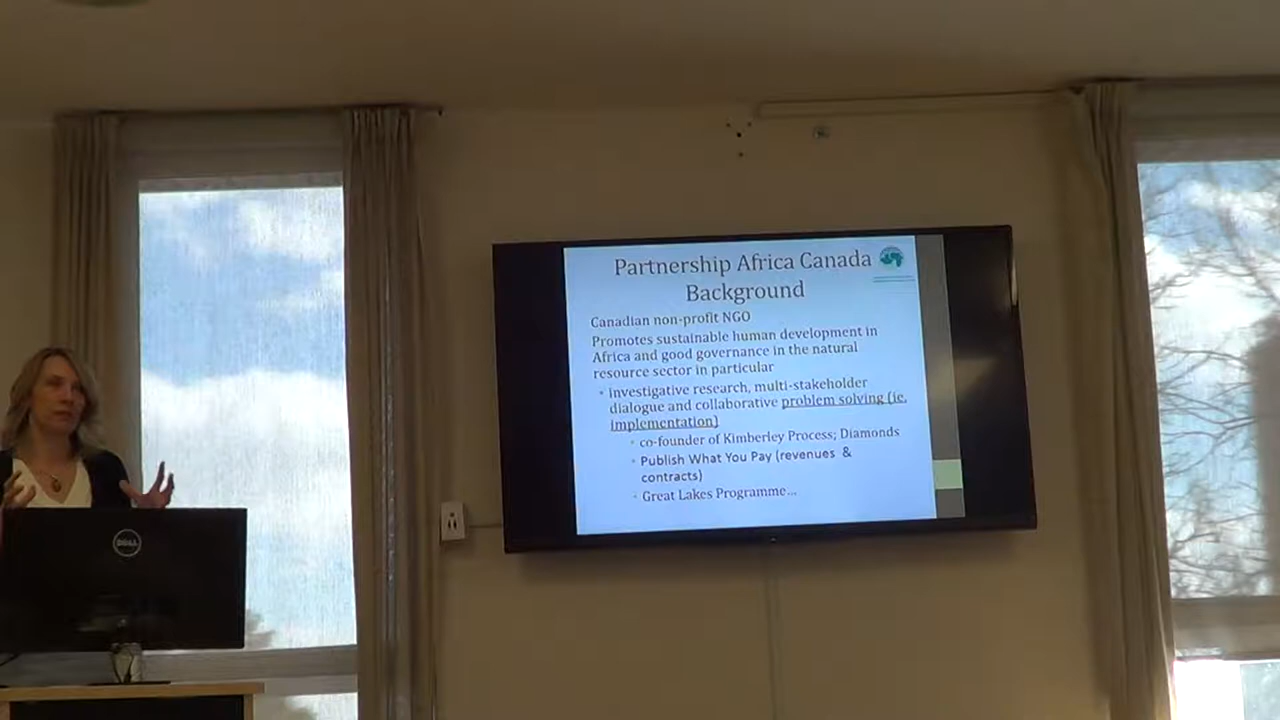 Partnership Africa Canada
Background
Canadian non-profit NGO
Promotes sustainable human development in
Africa and good governance in the natural
resource sector in particular
• investigative research, multi-stakeholder
dialogue and collaborative problem solving (ie.
implementation)
• co-founder of Kimberley Process; Diamonds
• Publish What You Pay (revenues &
contracts)
• Great Lakes Programme...
DELL